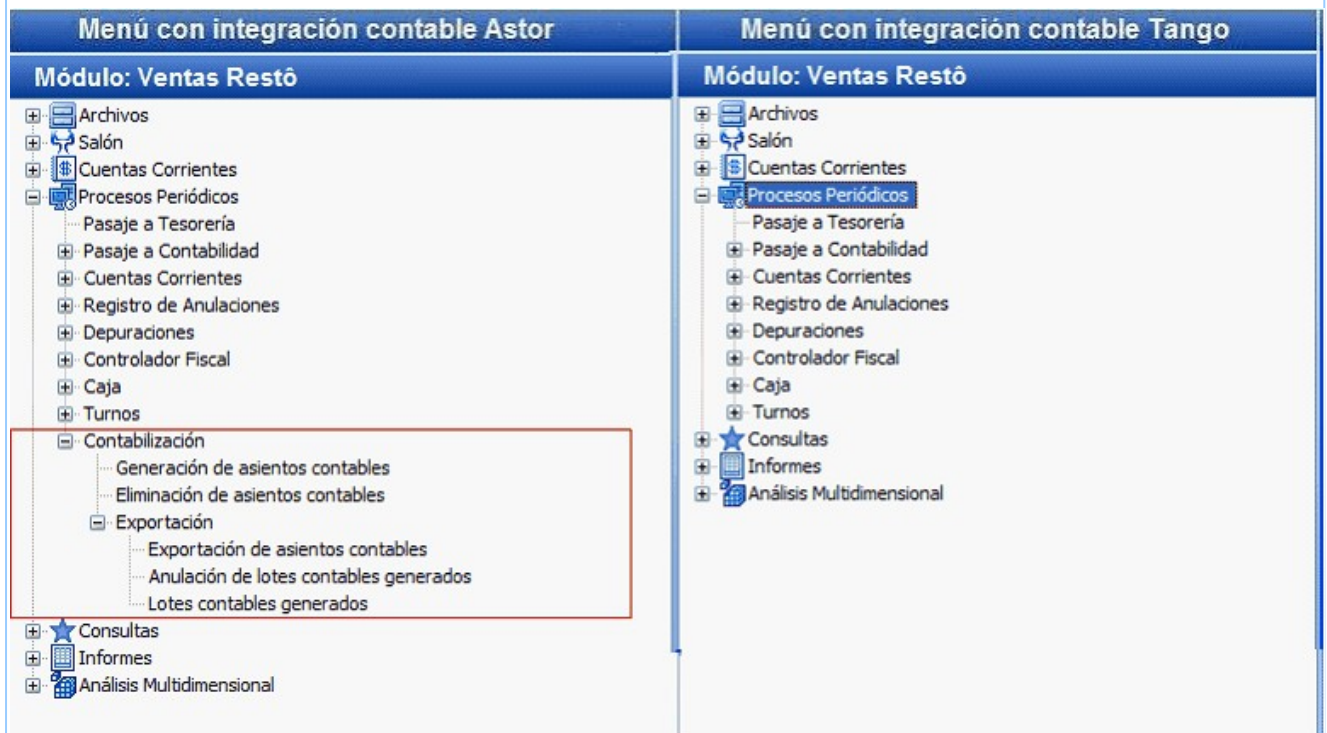 Menú con integración contable Astor
Módulo: Ventas Restô
Archivos
Salón
Cuentas Corrientes
Procesos Periódicos
Pasaje a Tesorería
Pasaje a Contabilidad
Cuentas Corrientes
Registro de Anulaciones
Depuraciones
Controlador Fiscal
Caja
Turnos
Contabilización
Generación de asientos contables
Eliminación de asientos contables
Exportación
Exportación de asientos contables
Anulación de lotes contables generados
Lotes contables generados
Consultas
Informes
Análisis Multidimensional
Menú con integración contable Tango
Módulo: Ventas Restô
Archivos
Salón
Cuentas Corrientes
Procesos Periódicos
Pasaje a Tesorería
Pasaje a Contabilidad
Cuentas Corrientes
Registro de Anulaciones
Depuraciones
Controlador Fiscal
Caja
Turnos
Consultas
Informes
Análisis Multidimensional